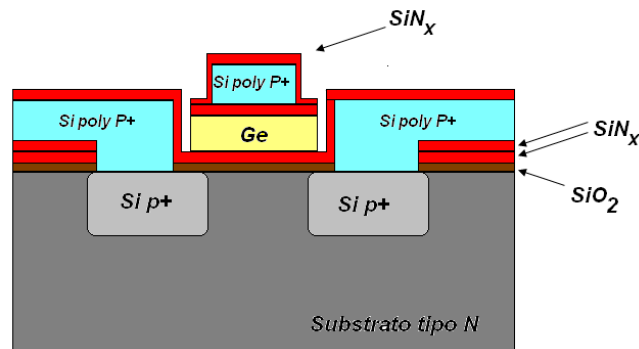 SiNX
Si poly P+
Si poly P+
Si poly P+
Ge
SiNX
SiO2
Si p+
Si p+
Substrato tipo N